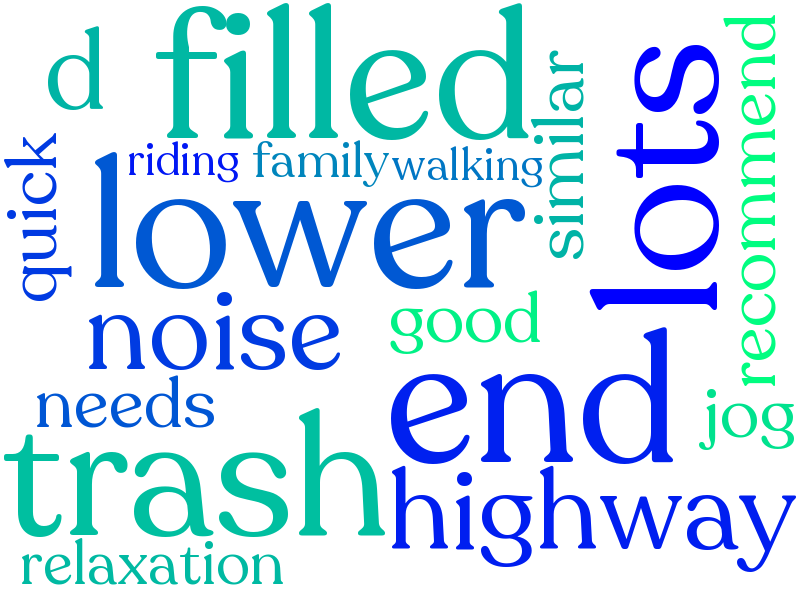 d
filled
similar
lots
recommend
quick
riding
family
walking
lower
noise
good
needs
end
jog
trash
highway
relaxation